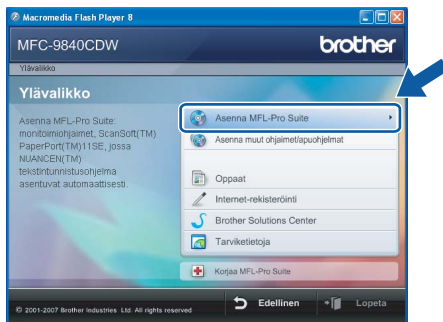 Macromedia Flash Player 8
MFC-9840CDW
brother
Ylävalikko
Ylävalikko
Asenna MFL-Pro Suite:
monitoimiohjaimet, ScanSoft(TM)
PaperPort(TM)11SE, jossa
NUANCEN(TM)
tekstintunnistusohjelma
asentuvat automaattisesti.
Asenna MFL-Pro Suite
Asenna muut ohjaimet/apuohjelmat
Oppaat
Internet-rekisteröinti
Brother Solutions Center
Tarviketietoja
Korjaa MFL-Pro Suite
© 2001-2007 Brother Industries Ltd. All rights reserved
Edellinen
Lopeta